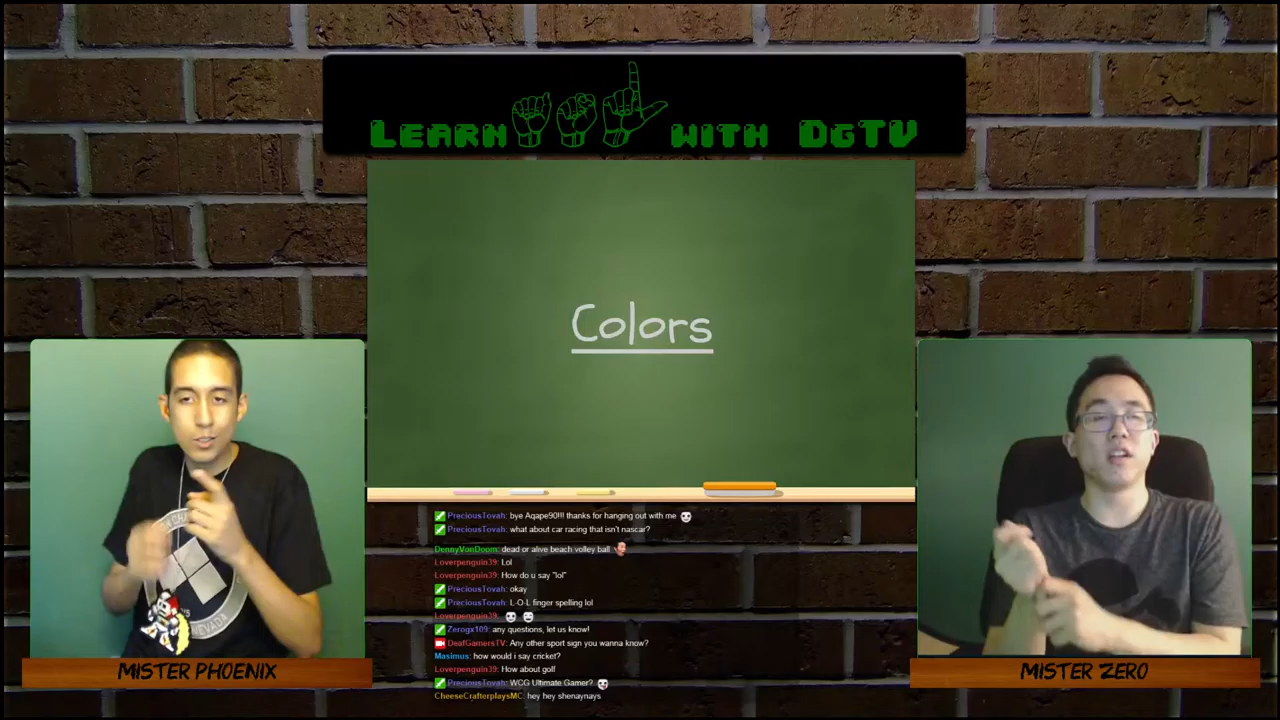 Learn with DGTV
Colors
PreciousTovah: bye Aqape90!!! thanks for hanging out with me
PreciousTovah: what about car racing that isn't nascar?
DennyVonDoom: dead or alive beach volley ball
Loverpenguin39: Lol
Loverpenguin39: How do u say "lol"
PreciousTovah: okay
PreciousTovah: L-O-L finger spelling lol
Loverpenguin39:
Zerogx109: any questions, let us know!
DeafGamersTV: Any other sport sign you wanna know?
Masimus: how would i say cricket?
Loverpenguin39: How about golf
PreciousTovah: WCG Ultimate Gamer?
CheeseCrafterplaysMC: hey hey shenaynays
MISTER PHOENIX
MISTER ZERO